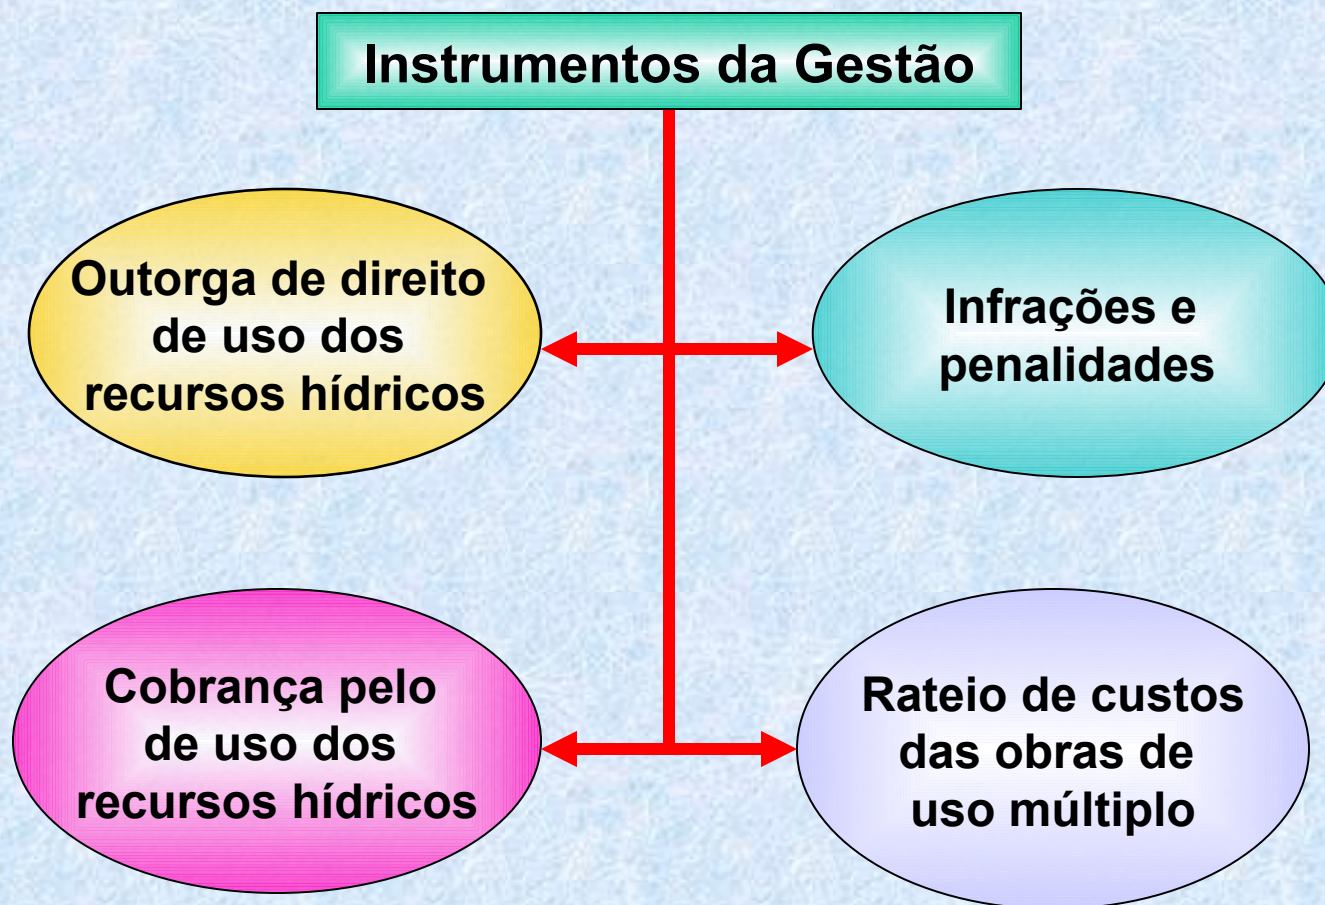 Instrumentos da Gestão
Outorga de direito
de uso dos
recursos hídricos
Infrações e
penalidades
Cobrança pelo
de uso dos
recursos hídricos
Rateio de custos
das obras de
uso múltiplo